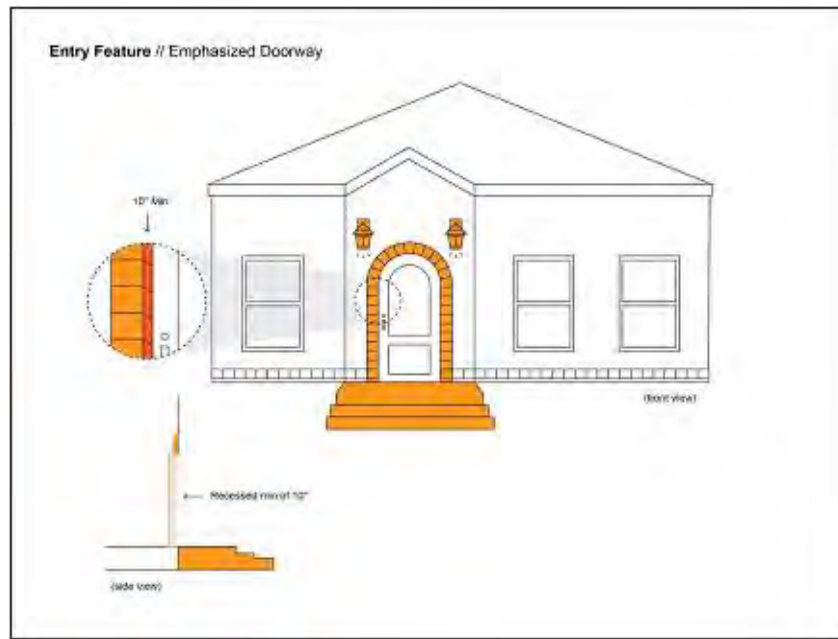 Entry Feature // Emphasized Doorway
10" Min
(front view)
Recessed min of 10"
(side view)